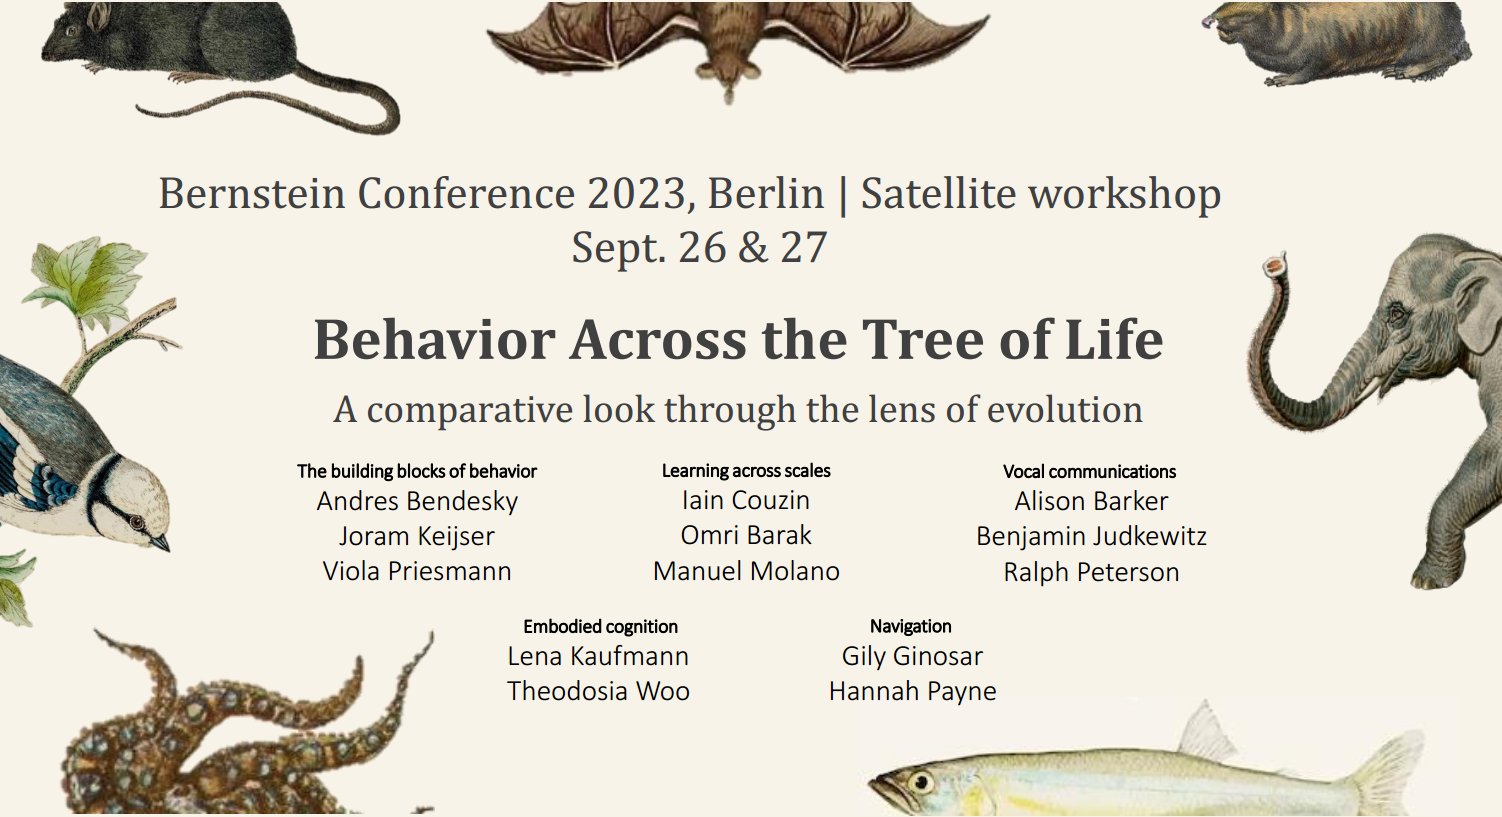 Bernstein Conference 2023, Berlin | Satellite workshop
Sept. 26 & 27
Behavior Across the Tree of Life
A comparative look through the lens of evolution
The building blocks of behavior
Andres Bendesky
Joram Keijser
Viola Priesmann
Learning across scales
Iain Couzin
Omri Barak
Manuel Molano
Vocal communications
Alison Barker
Benjamin Judkewitz
Ralph Peterson
Embodied cognition
Lena Kaufmann
Theodosia Woo
Navigation
Gily Ginosar
Hannah Payne